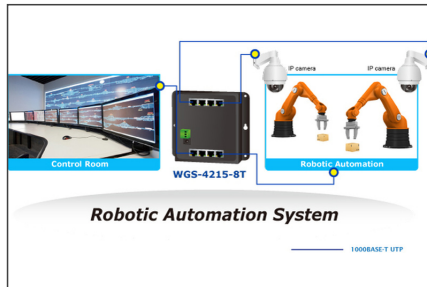 IP camera
IP camera
Control Room
WGS-4215-8T
Robotic Automation
Robotic Automation System
1000BASE-T UTP